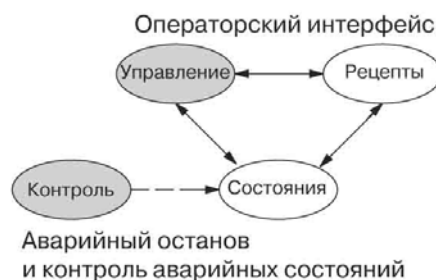 Операторский интерфейс
Управление
Рецепты
Контроль
Состояния
Аварийный останов
и контроль аварийных состояний